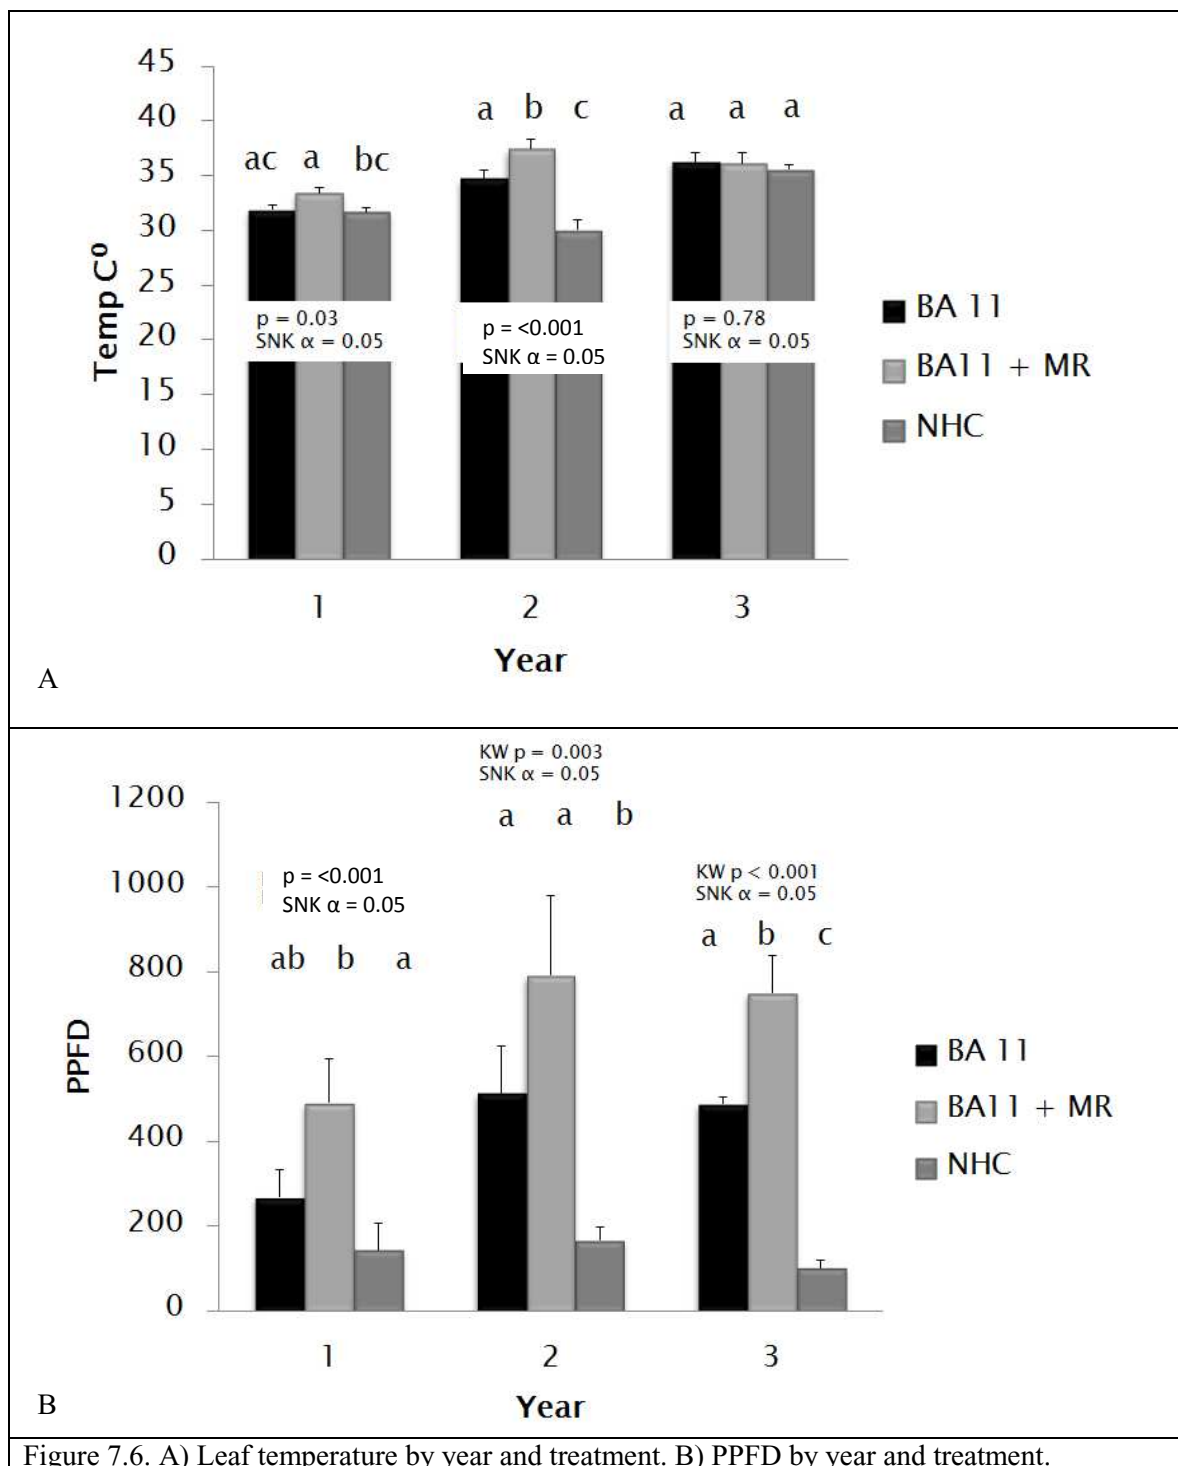 45
40
35
30
25
20
15
10
5
0
Temp C⁰
ac a bc
a b c
a a a
p = 0.03
SNK α = 0.05
p = <0.001
SNK α = 0.05
p = 0.78
SNK α = 0.05
BA 11
BA11 + MR
NHC
1 2 3
Year
A
KW p = 0.003
SNK α = 0.05
a a b
p = <0.001
SNK α = 0.05
ab b a
KW p < 0.001
SNK α = 0.05
a b c
1200
1000
800
600
400
200
0
PPFD
BA 11
BA11 + MR
NHC
1 2 3
Year
B
Figure 7.6. A) Leaf temperature by year and treatment. B) PPFD by year and treatment.